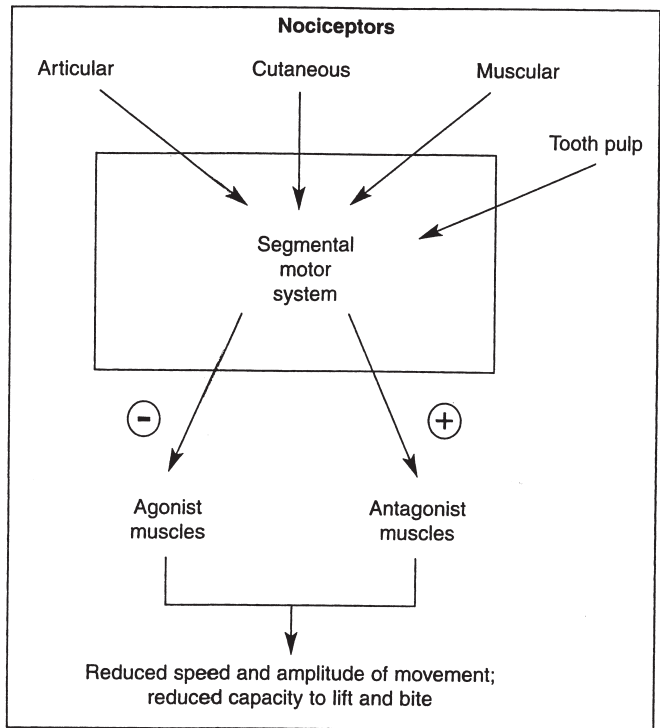 Nociceptors
Articular
Cutaneous
Muscular
Tooth pulp
Segmental
motor
system
-
+
Agonist
muscles
Antagonist
muscles
Reduced speed and amplitude of movement;
reduced capacity to lift and bite